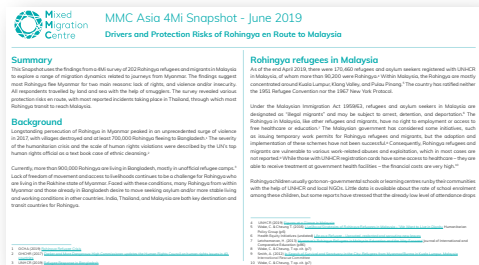 Mixed
Migration
Centre
MMC Asia 4Mi Snapshot - June 2019
Drivers and Protection Risks of Rohingya en Route to Malaysia
Summary
This Snapshot uses the findings from a 4Mi survey of 202 Rohingya refugees and migrants in Malaysia
to explore a range of migration dynamics related to journeys from Myanmar. The findings suggest
most Rohingya flee Myanmar for two main reasons: lack of rights, and violence and/or insecurity.
All respondents travelled by land and sea with the help of smugglers. The survey revealed various
protection risks en route, with most reported incidents taking place in Thailand, through which most
transit to reach Malaysia.
Background
Longstanding persecution of Rohingya in Myanmar peaked in an unprecedented surge of violence
in 2017, with villages destroyed and at least 700,000 Rohingya fleeing to Bangladesh.¹ The severity
of the humanitarian crisis and the scale of human rights violations were described by the UN's top
human rights official as a text book case of ethnic cleansing.²
Currently, more than 900,000 Rohingya are living in Bangladesh, mostly in unofficial refugee camps.³
Lack of freedom of movement and access to livelihoods continues to be a challenge for Rohingya who
are living in the Rakhine state of Myanmar. Faced with these conditions, many Rohingya from within
Myanmar and those already in Bangladesh desire to move seeking asylum and/or more stable living
and working conditions in other countries. India, Thailand, and Malaysia are both key destination and
transit countries for Rohingya.
Rohingya refugees in Malaysia
As of the end April 2019, there were 170,460 refugees and asylum seekers registered with UNHCR
in Malaysia, of whom more than 90,200 were Rohingya.⁴ Within Malaysia, the Rohingya are mostly
concentrated around Kuala Lumpur, Klang Valley, and Pulau Pinang.⁵ The country has ratified neither
the 1951 Refugee Convention nor the 1967 New York Protocol.
Under the Malaysian Immigration Act 1959/63, refugees and asylum seekers in Malaysia are
designated as "illegal migrants" and may be subject to arrest, detention, and deportation.⁶ The
Rohingya in Malaysia, like other refugees and migrants, have no right to employment or access to
free healthcare or education.⁷ The Malaysian government has considered some initiatives, such
as issuing temporary work permits for Rohingya refugees and migrants, but the adoption and
implementation of these schemes have not been successful.⁸ Consequently, Rohingya refugees and
migrants are vulnerable to various work-related abuses and exploitation, which in most cases are
not reported.⁹ While those with UNHCR registration cards have some access to healthcare – they are
able to receive treatment at government health facilities – the financial costs are very high.¹⁰
Rohingya children usually go to non-governmental schools or learning centres run by their communities
with the help of UNHCR and local NGOs. Little data is available about the rate of school enrolment
among these children, but some reports have stressed that the already low level of attendance drops